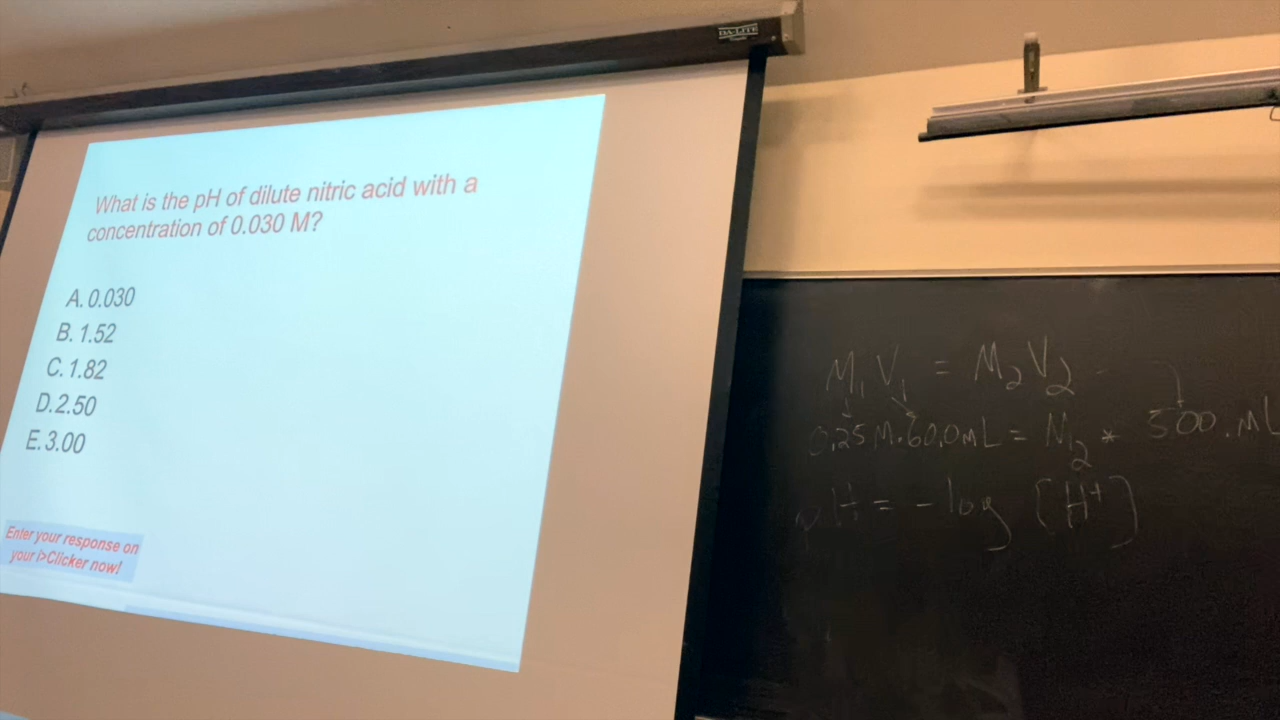 DA-LITE
What is the pH of dilute nitric acid with a
concentration of 0.030 M?
A. 0.030
B. 1.52
C. 1.82
D. 2.50
E. 3.00
Enter your response on
your i>Clicker now!
M₁V₁ = M₂V₂
0.25 M · 60.0 mL = M₂ * 500. mL
pH = -log [H⁺]